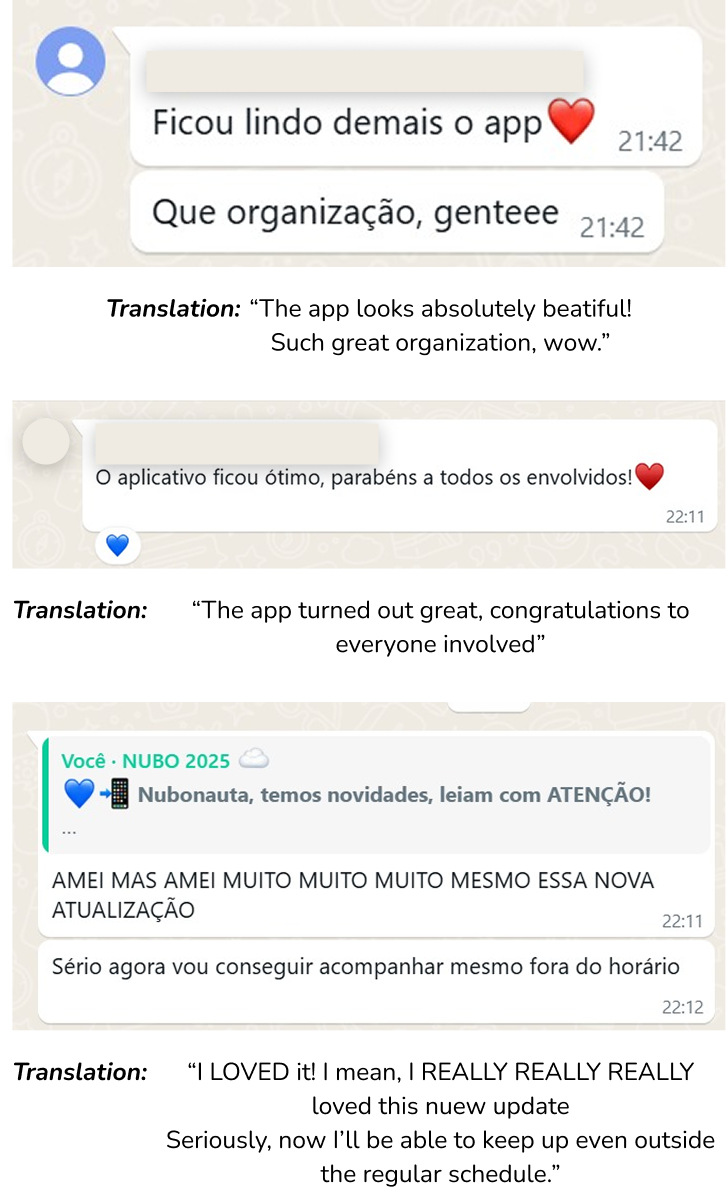 Ficou lindo demais o app❤️
21:42
Que organização, genteee
21:42
Translation: “The app looks absolutely beatiful!
Such great organization, wow.”
O aplicativo ficou ótimo, parabéns a todos os envolvidos!❤️
22:11
💙
Translation: “The app turned out great, congratulations to
everyone involved”
Você · NUBO 2025 ☁️
💙📲 Nubonauta, temos novidades, leiam com ATENÇÃO!
...
AMEI MAS AMEI MUITO MUITO MUITO MESMO ESSA NOVA
ATUALIZAÇÃO
22:11
Sério agora vou conseguir acompanhar mesmo fora do horário
22:12
Translation: “I LOVED it! I mean, I REALLY REALLY REALLY
loved this nuew update
Seriously, now I’ll be able to keep up even outside
the regular schedule.”